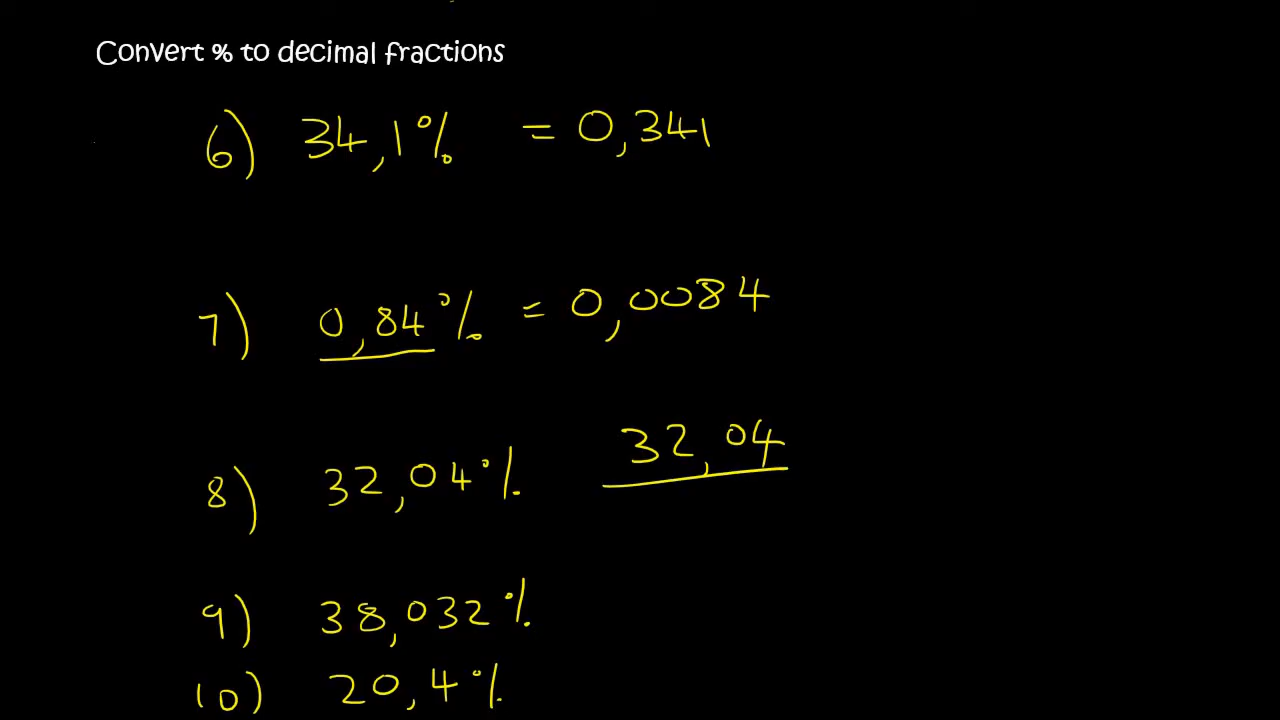 Convert % to decimal fractions
6) 34,1% = 0,341
7) 0,84% = 0,0084
8) 32,04% 32,04
9) 38,032%
10) 20,4%